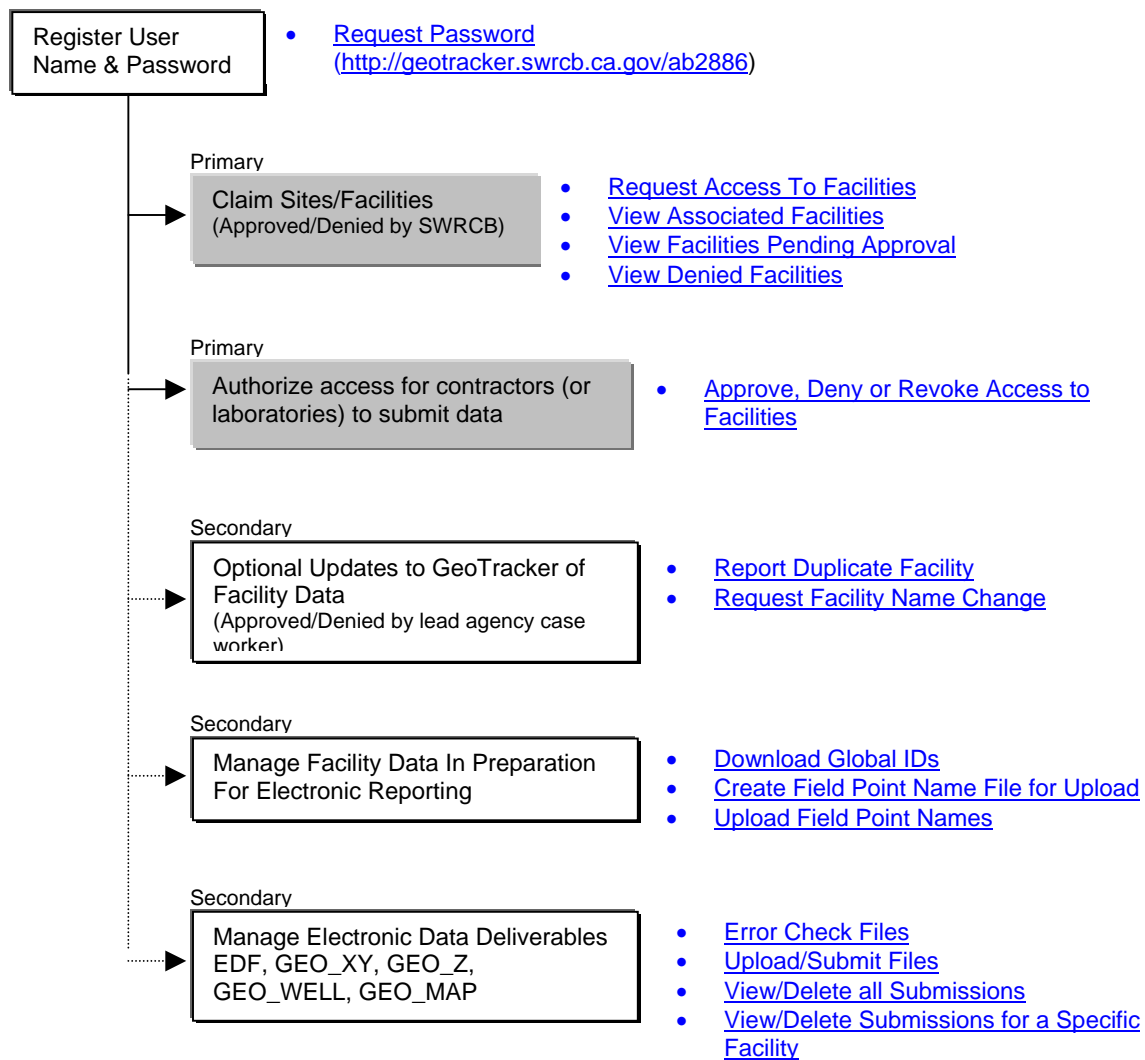 Register User
Name & Password
• Request Password
(http://geotracker.swrcb.ca.gov/ab2886)
Primary
Claim Sites/Facilities
(Approved/Denied by SWRCB)
• Request Access To Facilities
• View Associated Facilities
• View Facilities Pending Approval
• View Denied Facilities
Primary
Authorize access for contractors (or
laboratories) to submit data
• Approve, Deny or Revoke Access to
Facilities
Secondary
Optional Updates to GeoTracker of
Facility Data
(Approved/Denied by lead agency case
worker)
• Report Duplicate Facility
• Request Facility Name Change
Secondary
Manage Facility Data In Preparation
For Electronic Reporting
• Download Global IDs
• Create Field Point Name File for Upload
• Upload Field Point Names
Secondary
Manage Electronic Data Deliverables
EDF, GEO_XY, GEO_Z,
GEO_WELL, GEO_MAP
• Error Check Files
• Upload/Submit Files
• View/Delete all Submissions
• View/Delete Submissions for a Specific
Facility